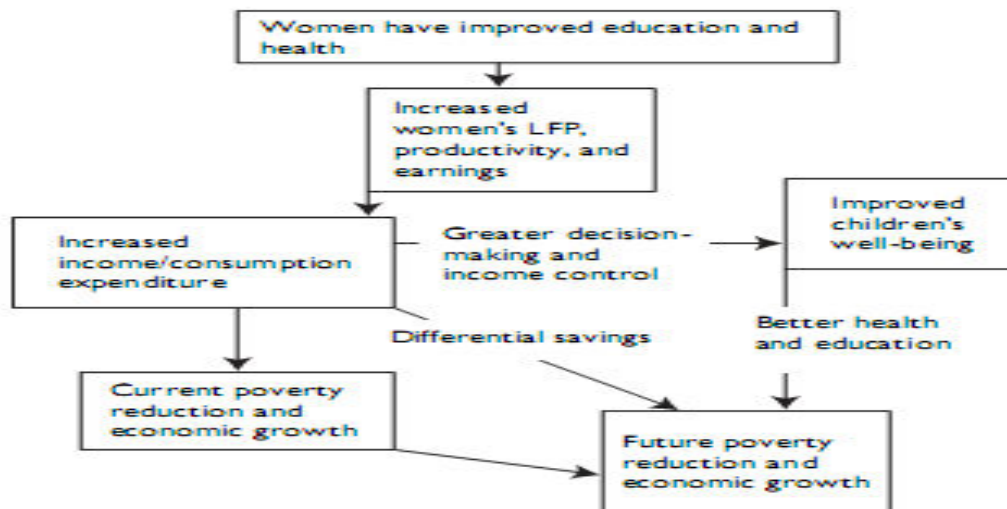 Women have improved education and
health
Increased
women's LFP,
productivity, and
earnings
Improved
children's
well-being
Increased
income/consumption
expenditure
Greater decision-
making and
income control
Differential savings
Better health
and education
Current poverty
reduction and
economic growth
Future poverty
reduction and
economic growth